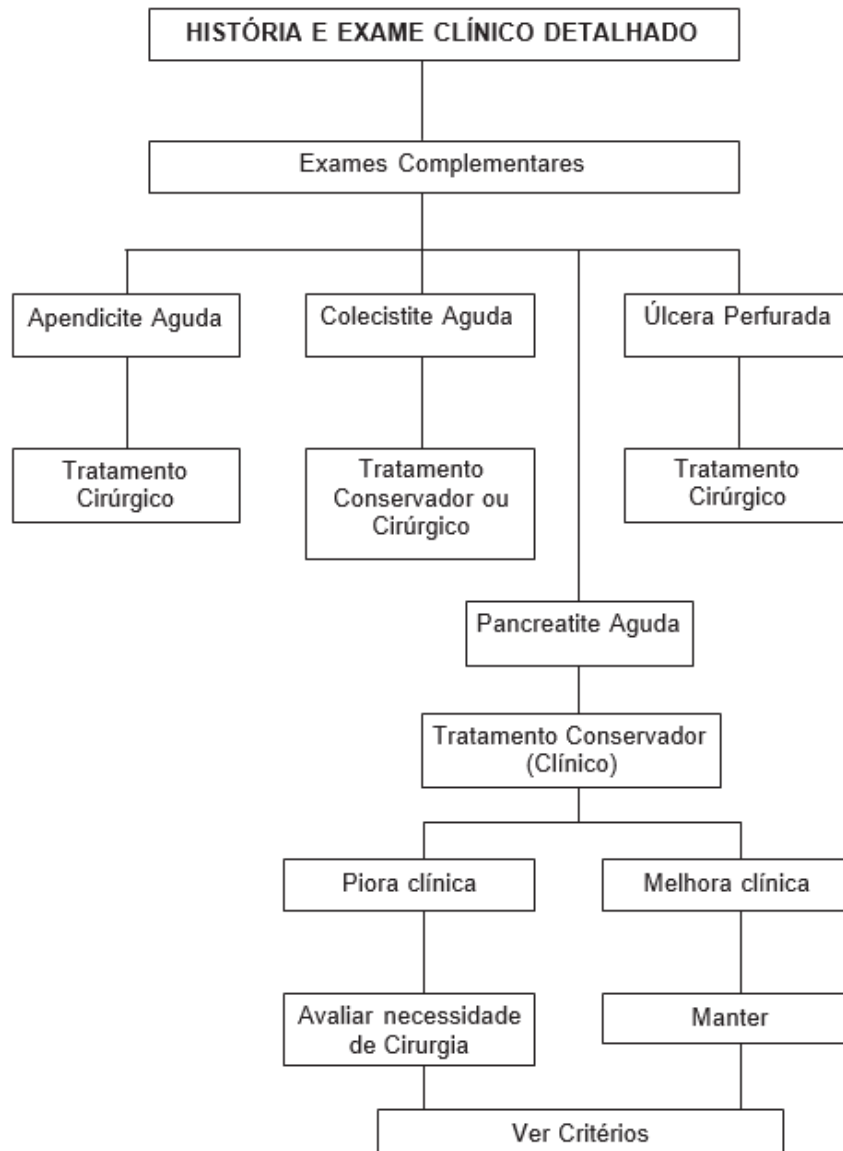 HISTÓRIA E EXAME CLÍNICO DETALHADO
Exames Complementares
Apendicite Aguda
Colecistite Aguda
Úlcera Perfurada
Tratamento
Cirúrgico
Tratamento
Conservador ou
Cirúrgico
Tratamento
Cirúrgico
Pancreatite Aguda
Tratamento Conservador
(Clínico)
Piora clínica
Melhora clínica
Avaliar necessidade
de Cirurgia
Manter
Ver Critérios